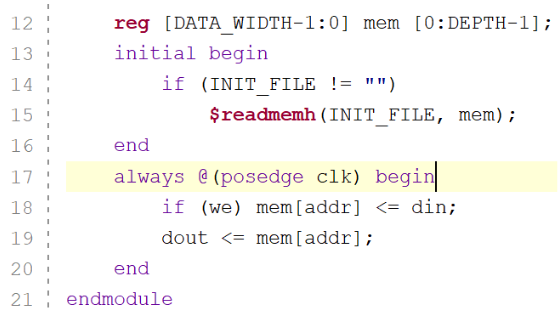 12 reg [DATA_WIDTH-1:0] mem [0:DEPTH-1];
13 initial begin
14 if (INIT_FILE != "")
15 $readmemh(INIT_FILE, mem);
16 end
17 always @(posedge clk) begin
18 if (we) mem[addr] <= din;
19 dout <= mem[addr];
20 end
21 endmodule